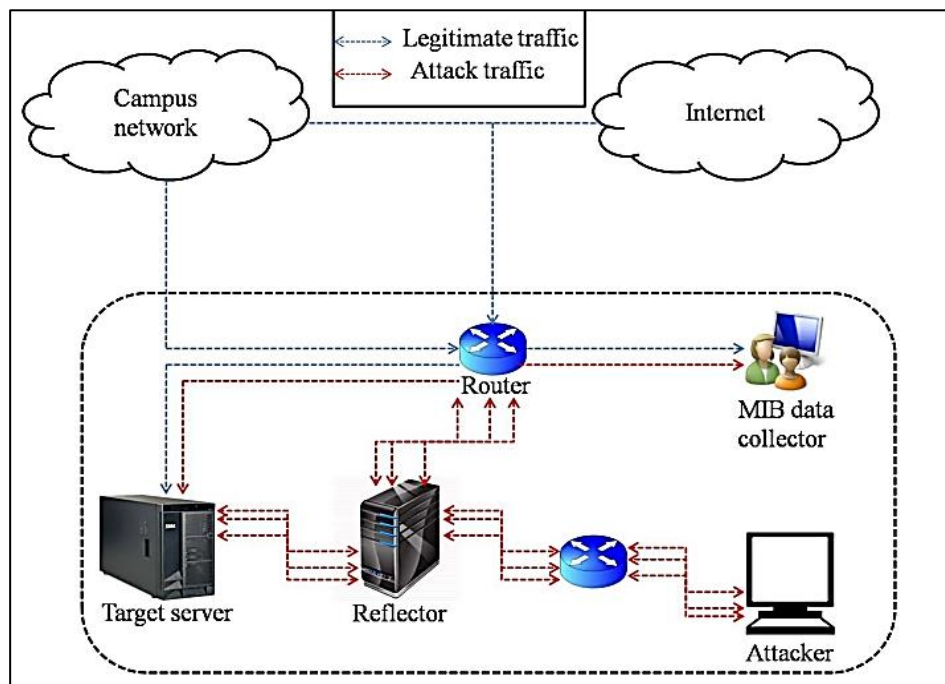 Legitimate traffic
Attack traffic
Campus
network
Internet
Router
MIB data
collector
Target server
Reflector
Attacker